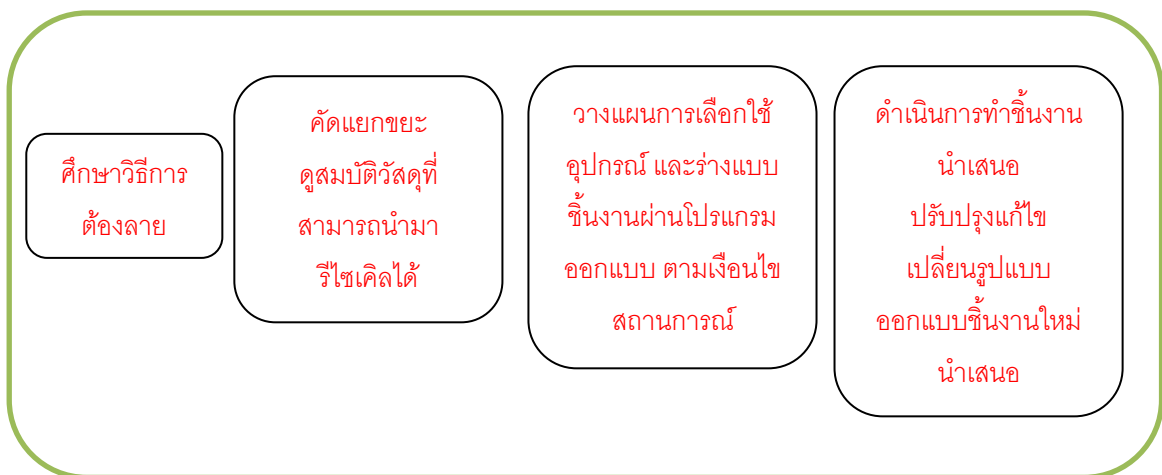 ศึกษาวิธีการ
ต้องลาย
คัดแยกขยะ
ดูสมบัติวัสดุที่
สามารถนำมา
รีไซเคิลได้
วางแผนการเลือกใช้
อุปกรณ์ และร่างแบบ
ชิ้นงานผ่านโปรแกรม
ออกแบบ ตามเงื่อนไข
สถานการณ์
ดำเนินการทำชิ้นงาน
นำเสนอ
ปรับปรุงแก้ไข
เปลี่ยนรูปแบบ
ออกแบบชิ้นงานใหม่
นำเสนอ